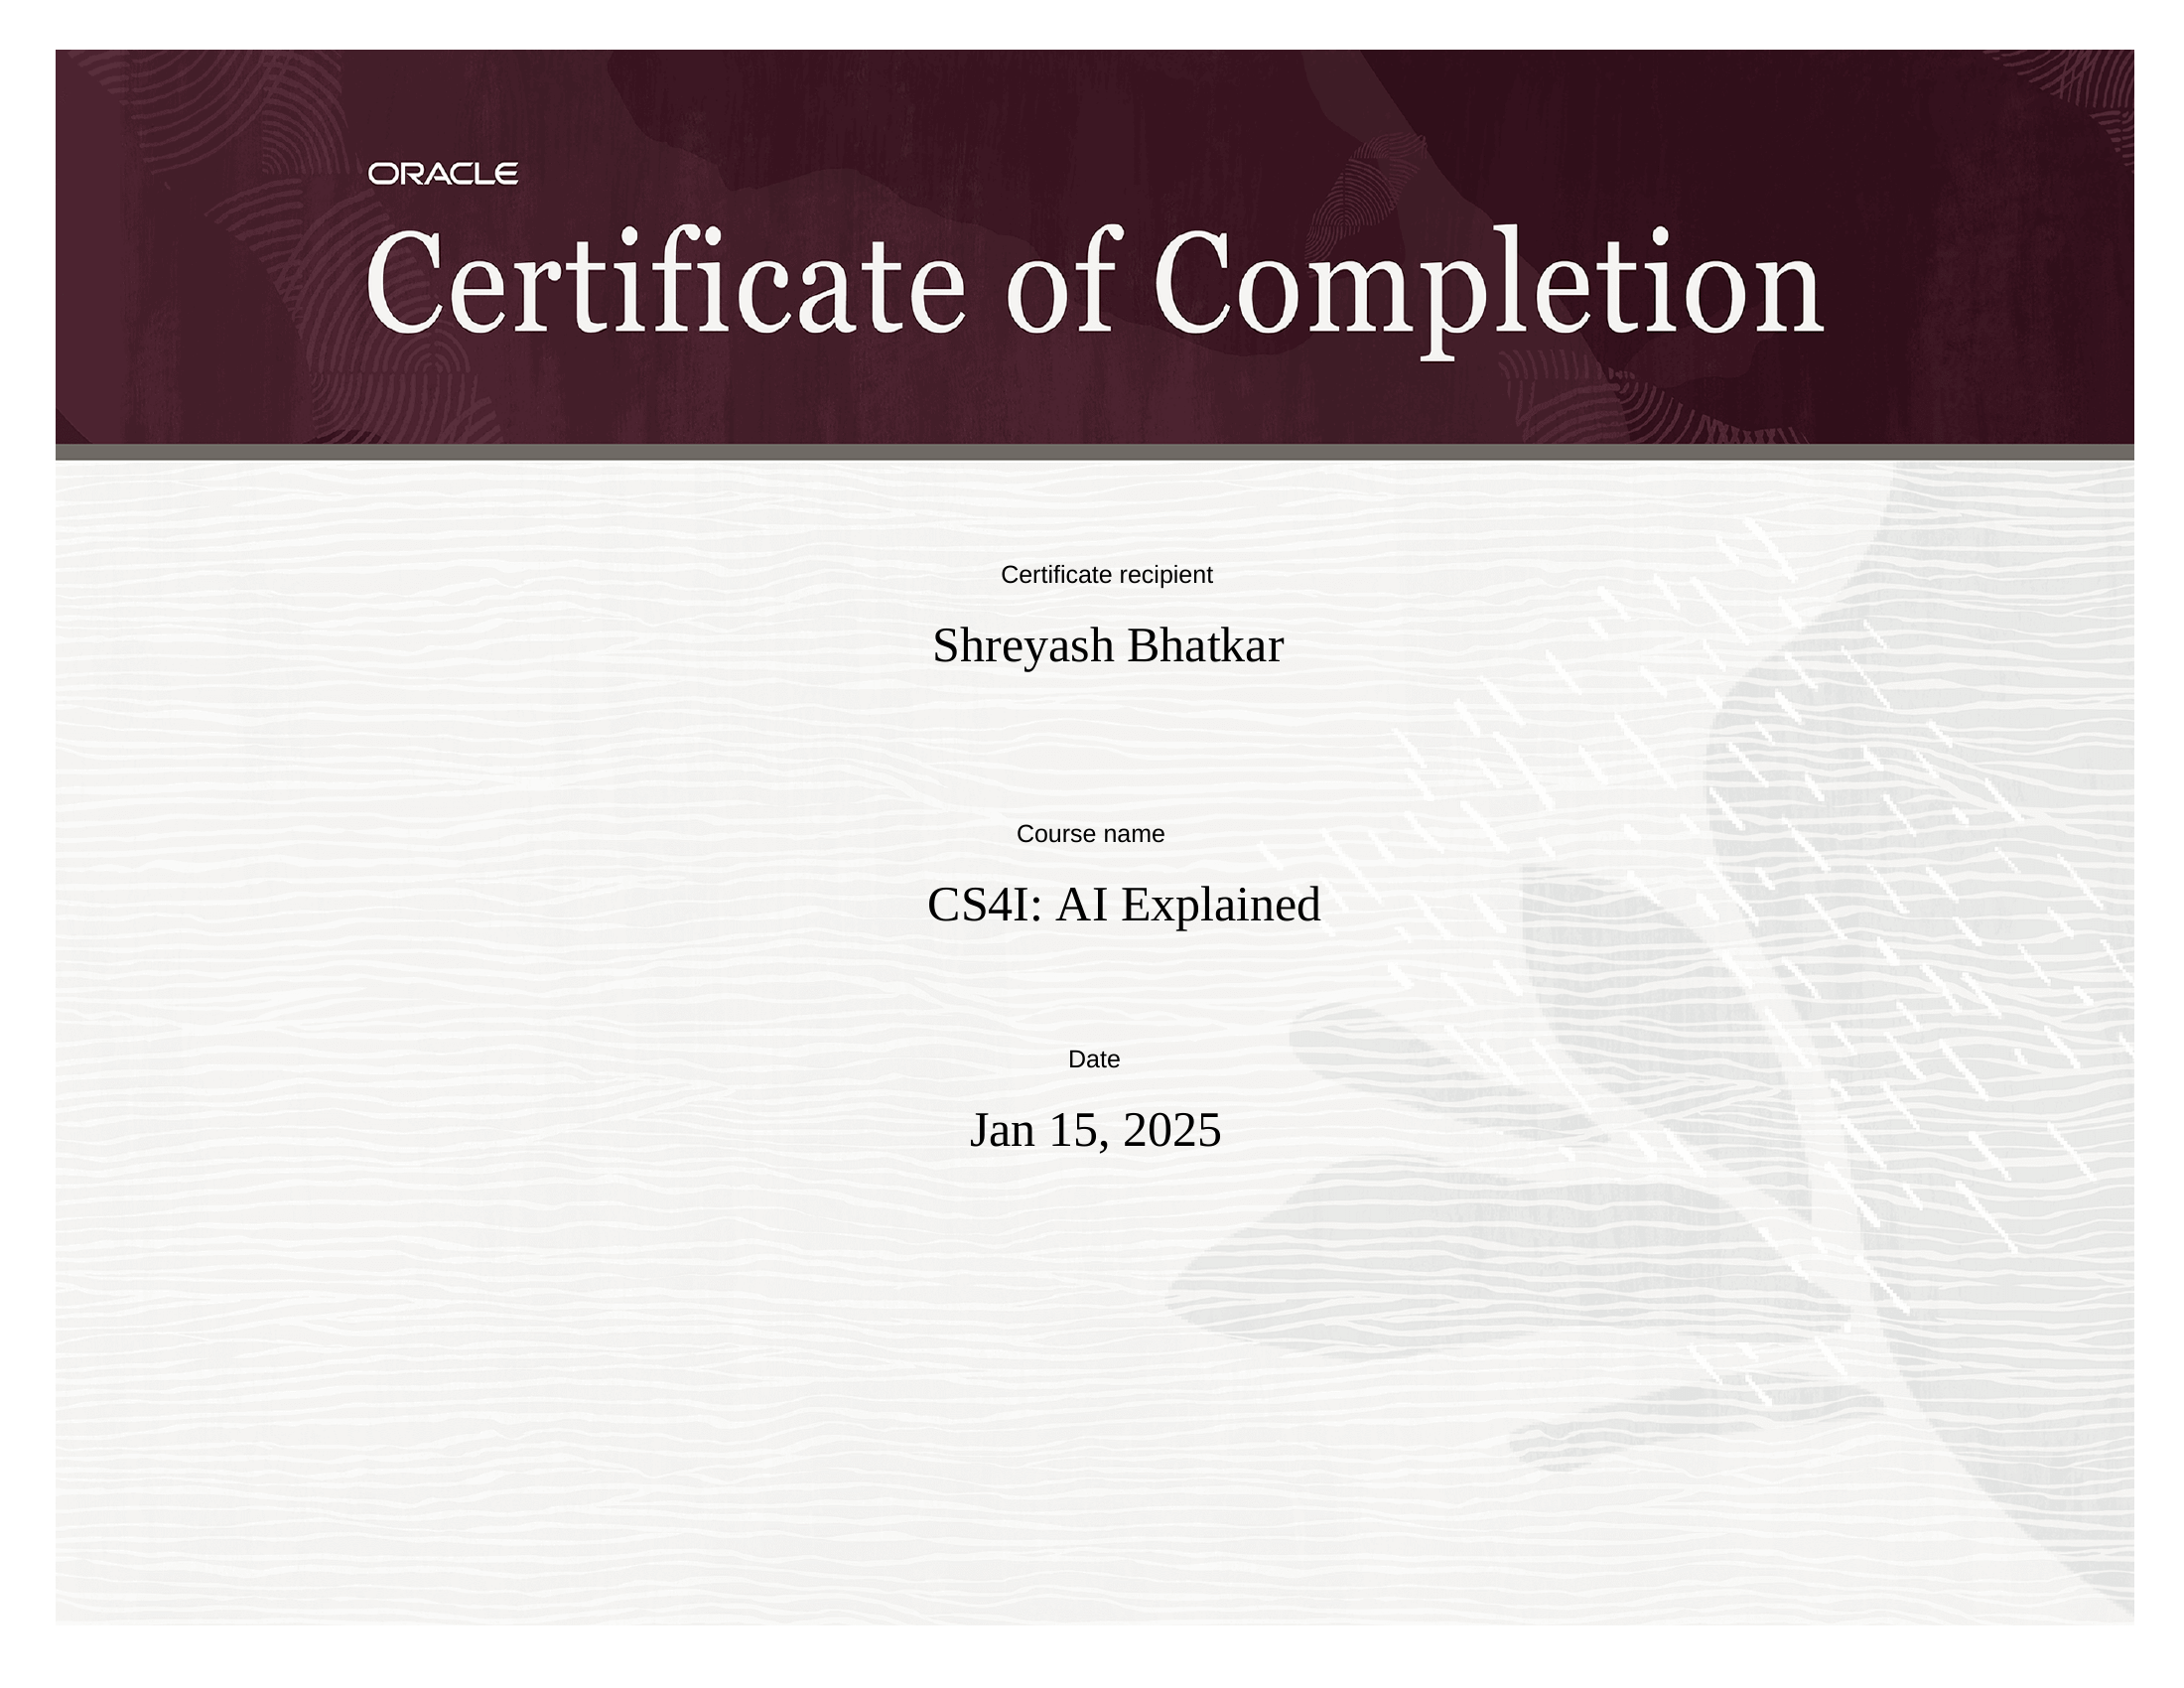 ORACLE
Certificate of Completion
Certificate recipient
Shreyash Bhatkar
Course name
CS4I: AI Explained
Date
Jan 15, 2025